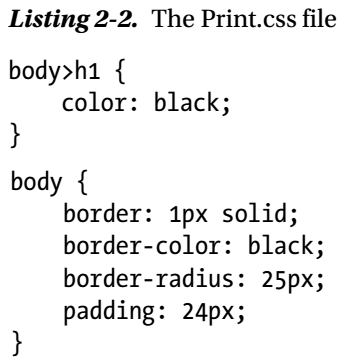 Listing 2-2. The Print.css file
body>h1 {
    color: black;
}
body {
    border: 1px solid;
    border-color: black;
    border-radius: 25px;
    padding: 24px;
}